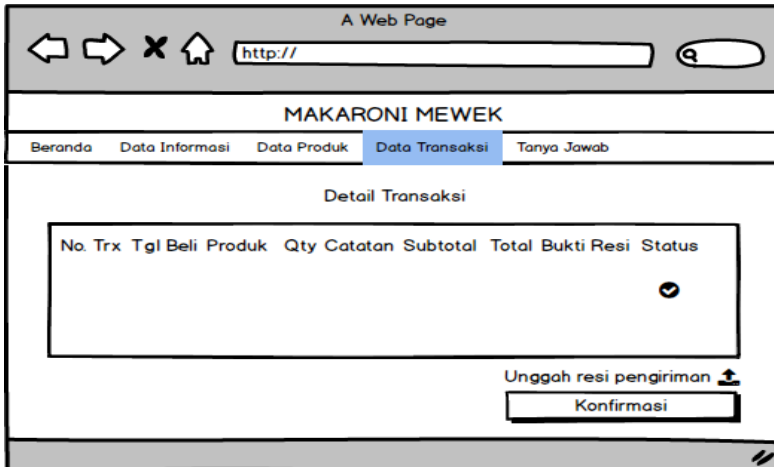 A Web Page
http://
MAKARONI MEWEK
Beranda Data Informasi Data Produk Data Transaksi Tanya Jawab
Detail Transaksi
No. Trx Tgl Beli Produk Qty Catatan Subtotal Total Bukti Resi Status
Unggah resi pengiriman
Konfirmasi